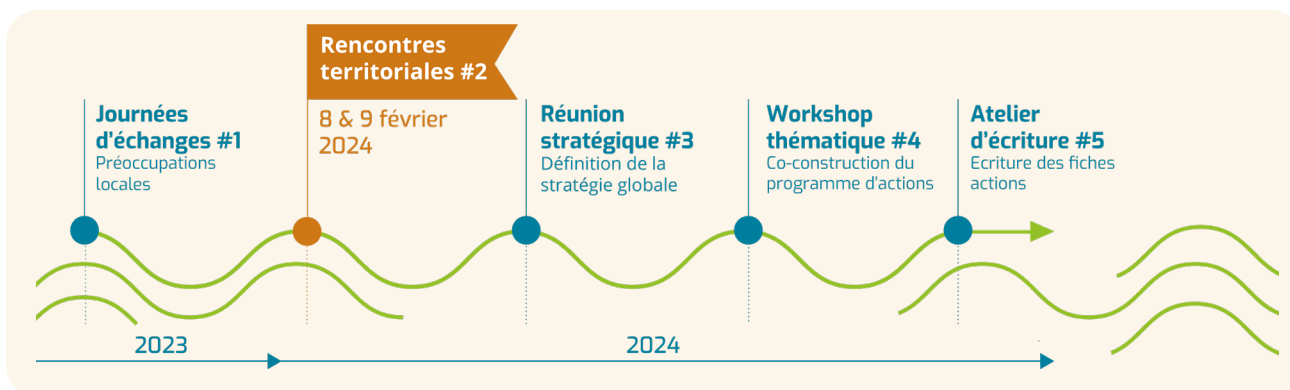 Journées
d'échanges #1
Préoccupations
locales
Rencontres
territoriales #2
8 & 9 février
2024
Réunion
stratégique #3
Définition de la
stratégie globale
Workshop
thématique #4
Co-construction du
programme d'actions
Atelier
d'écriture #5
Ecriture des fiches
actions
2023
2024